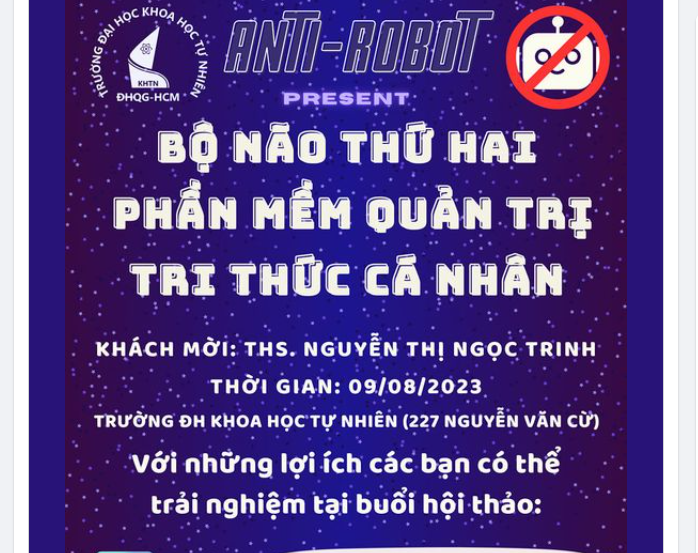 TRƯỜNG ĐẠI HỌC KHOA HỌC TỰ NHIÊN
KHTN
ĐHQG-HCM
ANTI-ROBOT
PRESENT
BỘ NÃO THỨ HAI
PHẦN MỀM QUẢN TRỊ
TRI THỨC CÁ NHÂN
KHÁCH MỜI: THS. NGUYỄN THỊ NGỌC TRINH
THỜI GIAN: 09/08/2023
TRƯỜNG ĐH KHOA HỌC TỰ NHIÊN (227 NGUYỄN VĂN CỪ)
Với những lợi ích các bạn có thể
trải nghiệm tại buổi hội thảo: